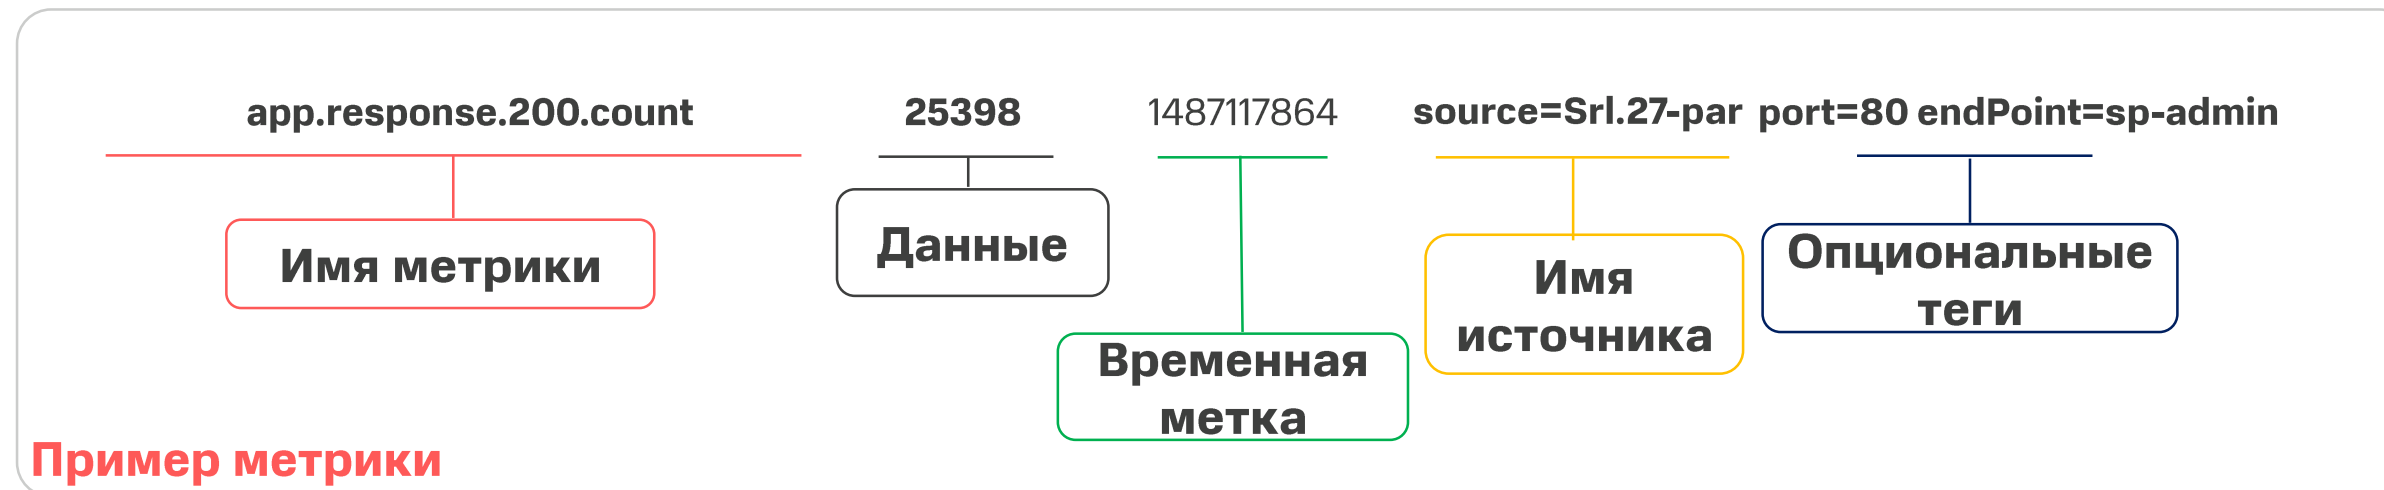 app.response.200.count 25398 1487117864 source=Srl.27-par port=80 endPoint=sp-admin
Имя метрики
Данные
Временная
метка
Имя
источника
Опциональные
теги
Пример метрики